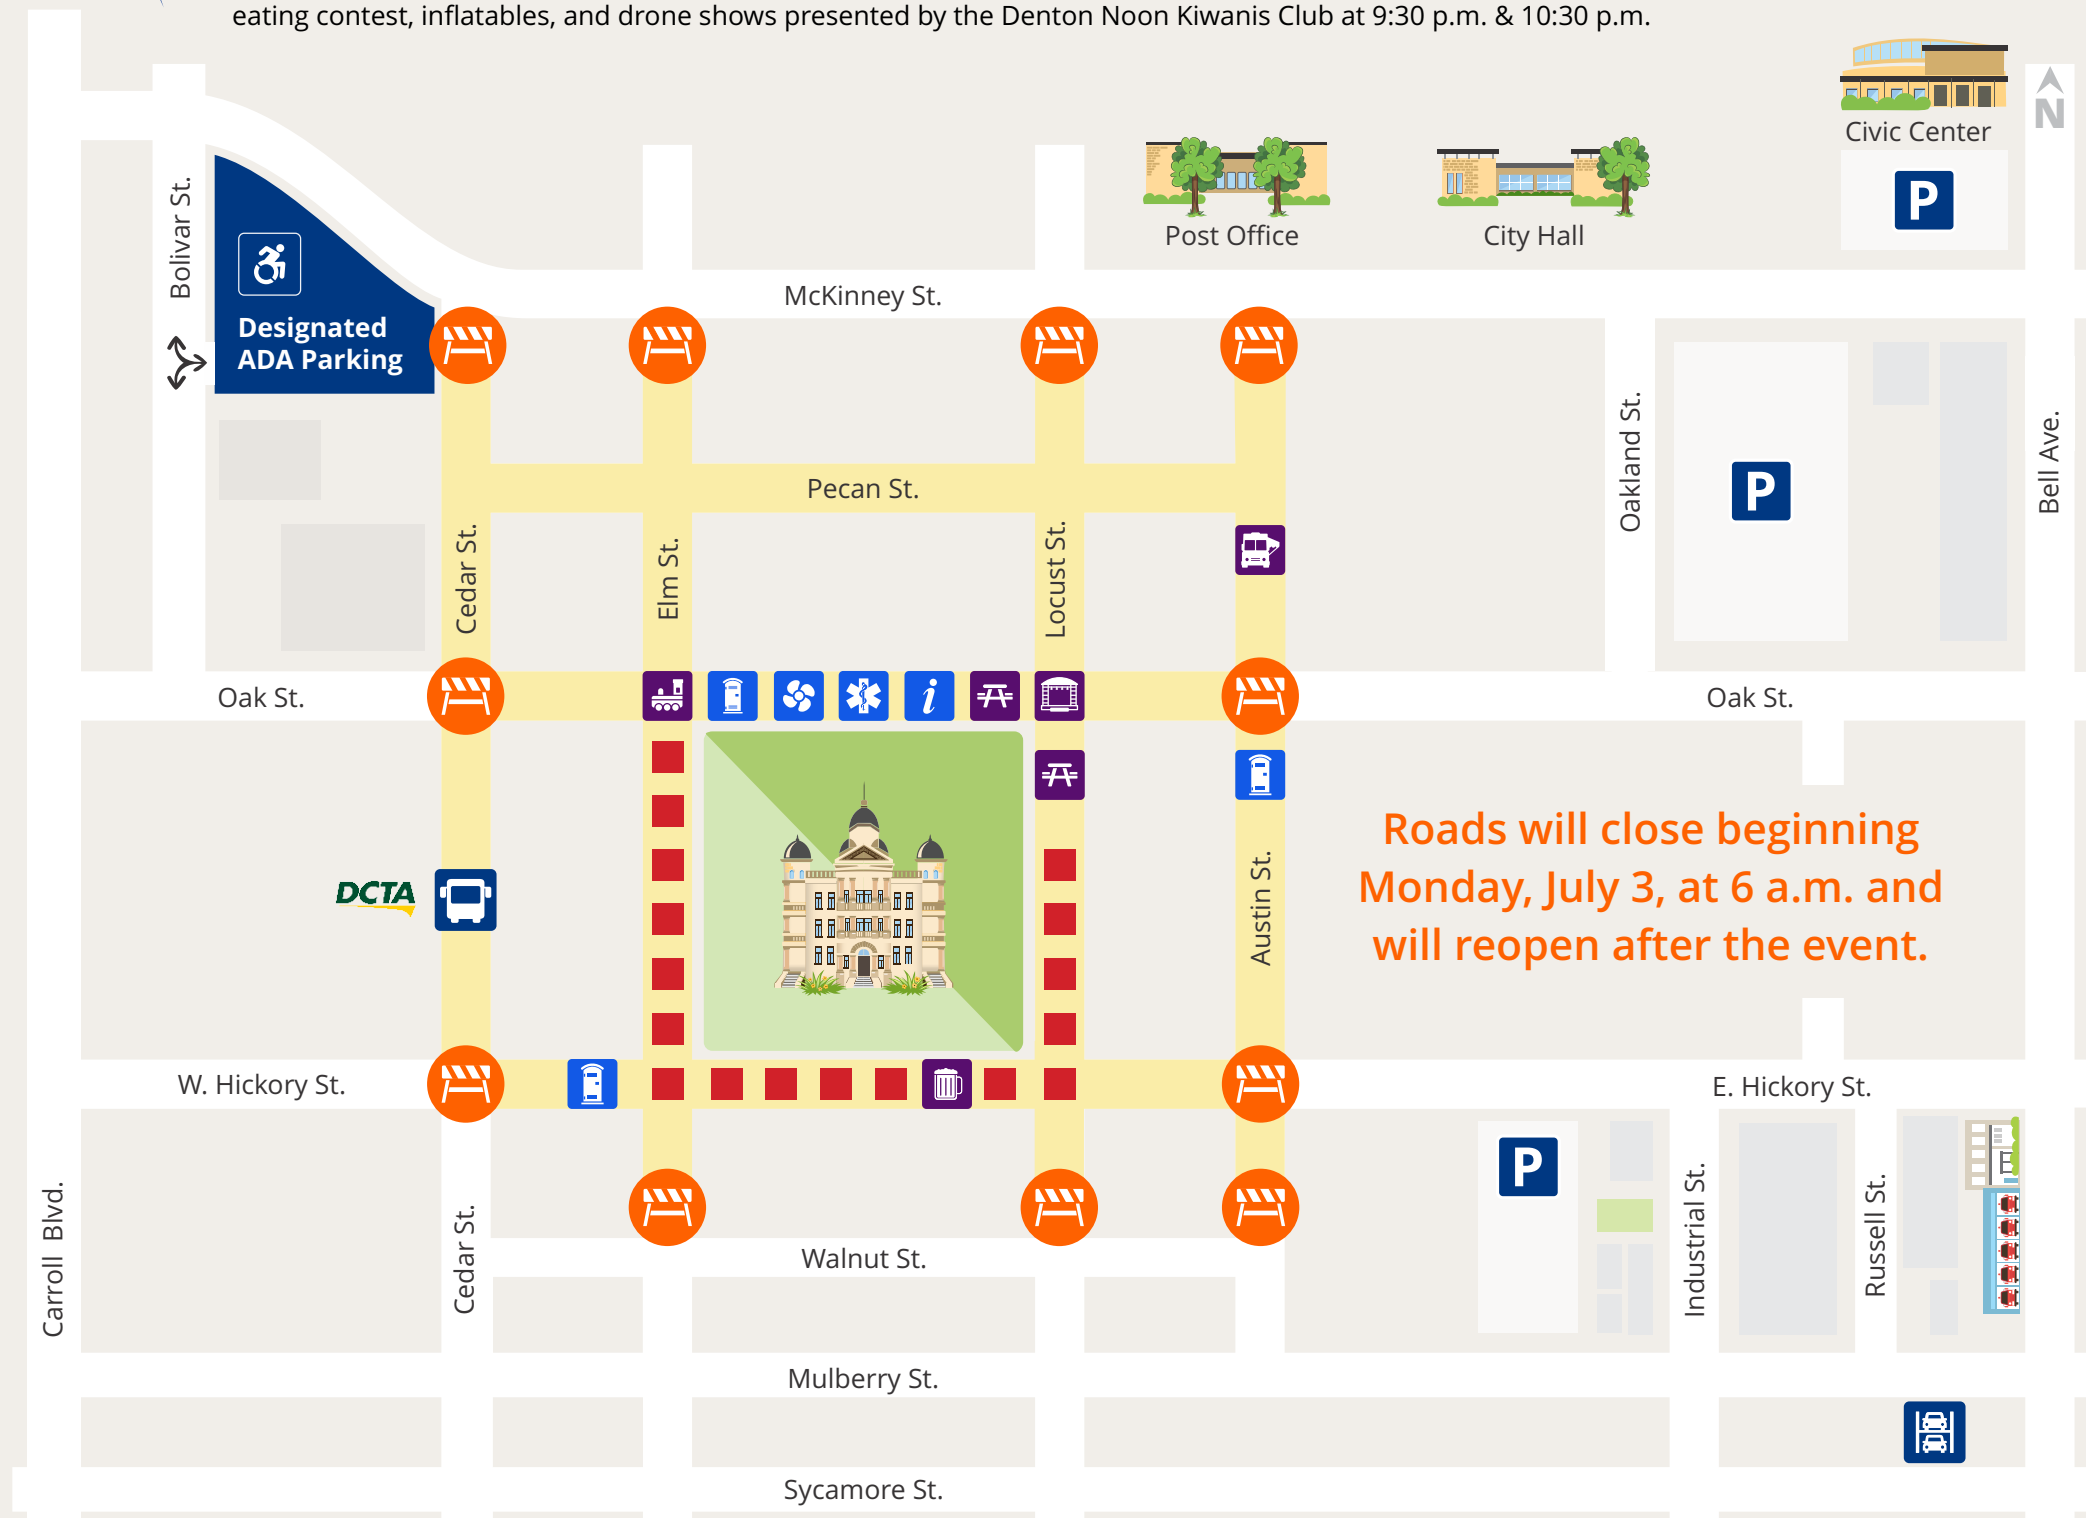 eating contest, inflatables, and drone shows presented by the Denton Noon Kiwanis Club at 9:30 p.m. & 10:30 p.m.
Civic Center
N
P
Bolivar St.
Post Office
City Hall
McKinney St.
Designated
ADA Parking
Oakland St.
P
Bell Ave.
Pecan St.
Cedar St.
Elm St.
Locust St.
Oak St.
i
Oak St.
Roads will close beginning
Monday, July 3, at 6 a.m. and
will reopen after the event.
DCTA
Austin St.
W. Hickory St.
E. Hickory St.
P
Carroll Blvd.
Cedar St.
Walnut St.
Industrial St.
Russell St.
Mulberry St.
Sycamore St.